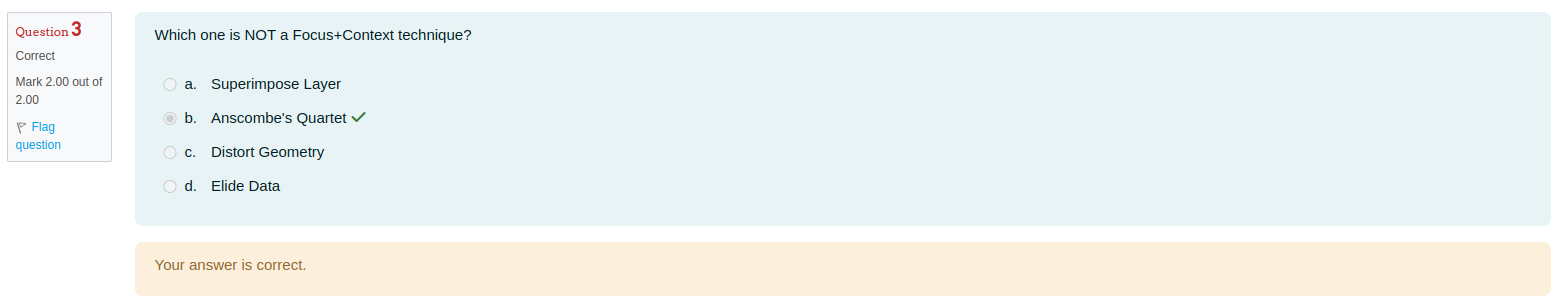 Question 3
Correct
Mark 2.00 out of
2.00
Flag
question
Which one is NOT a Focus+Context technique?
a. Superimpose Layer
b. Anscombe's Quartet
c. Distort Geometry
d. Elide Data
Your answer is correct.